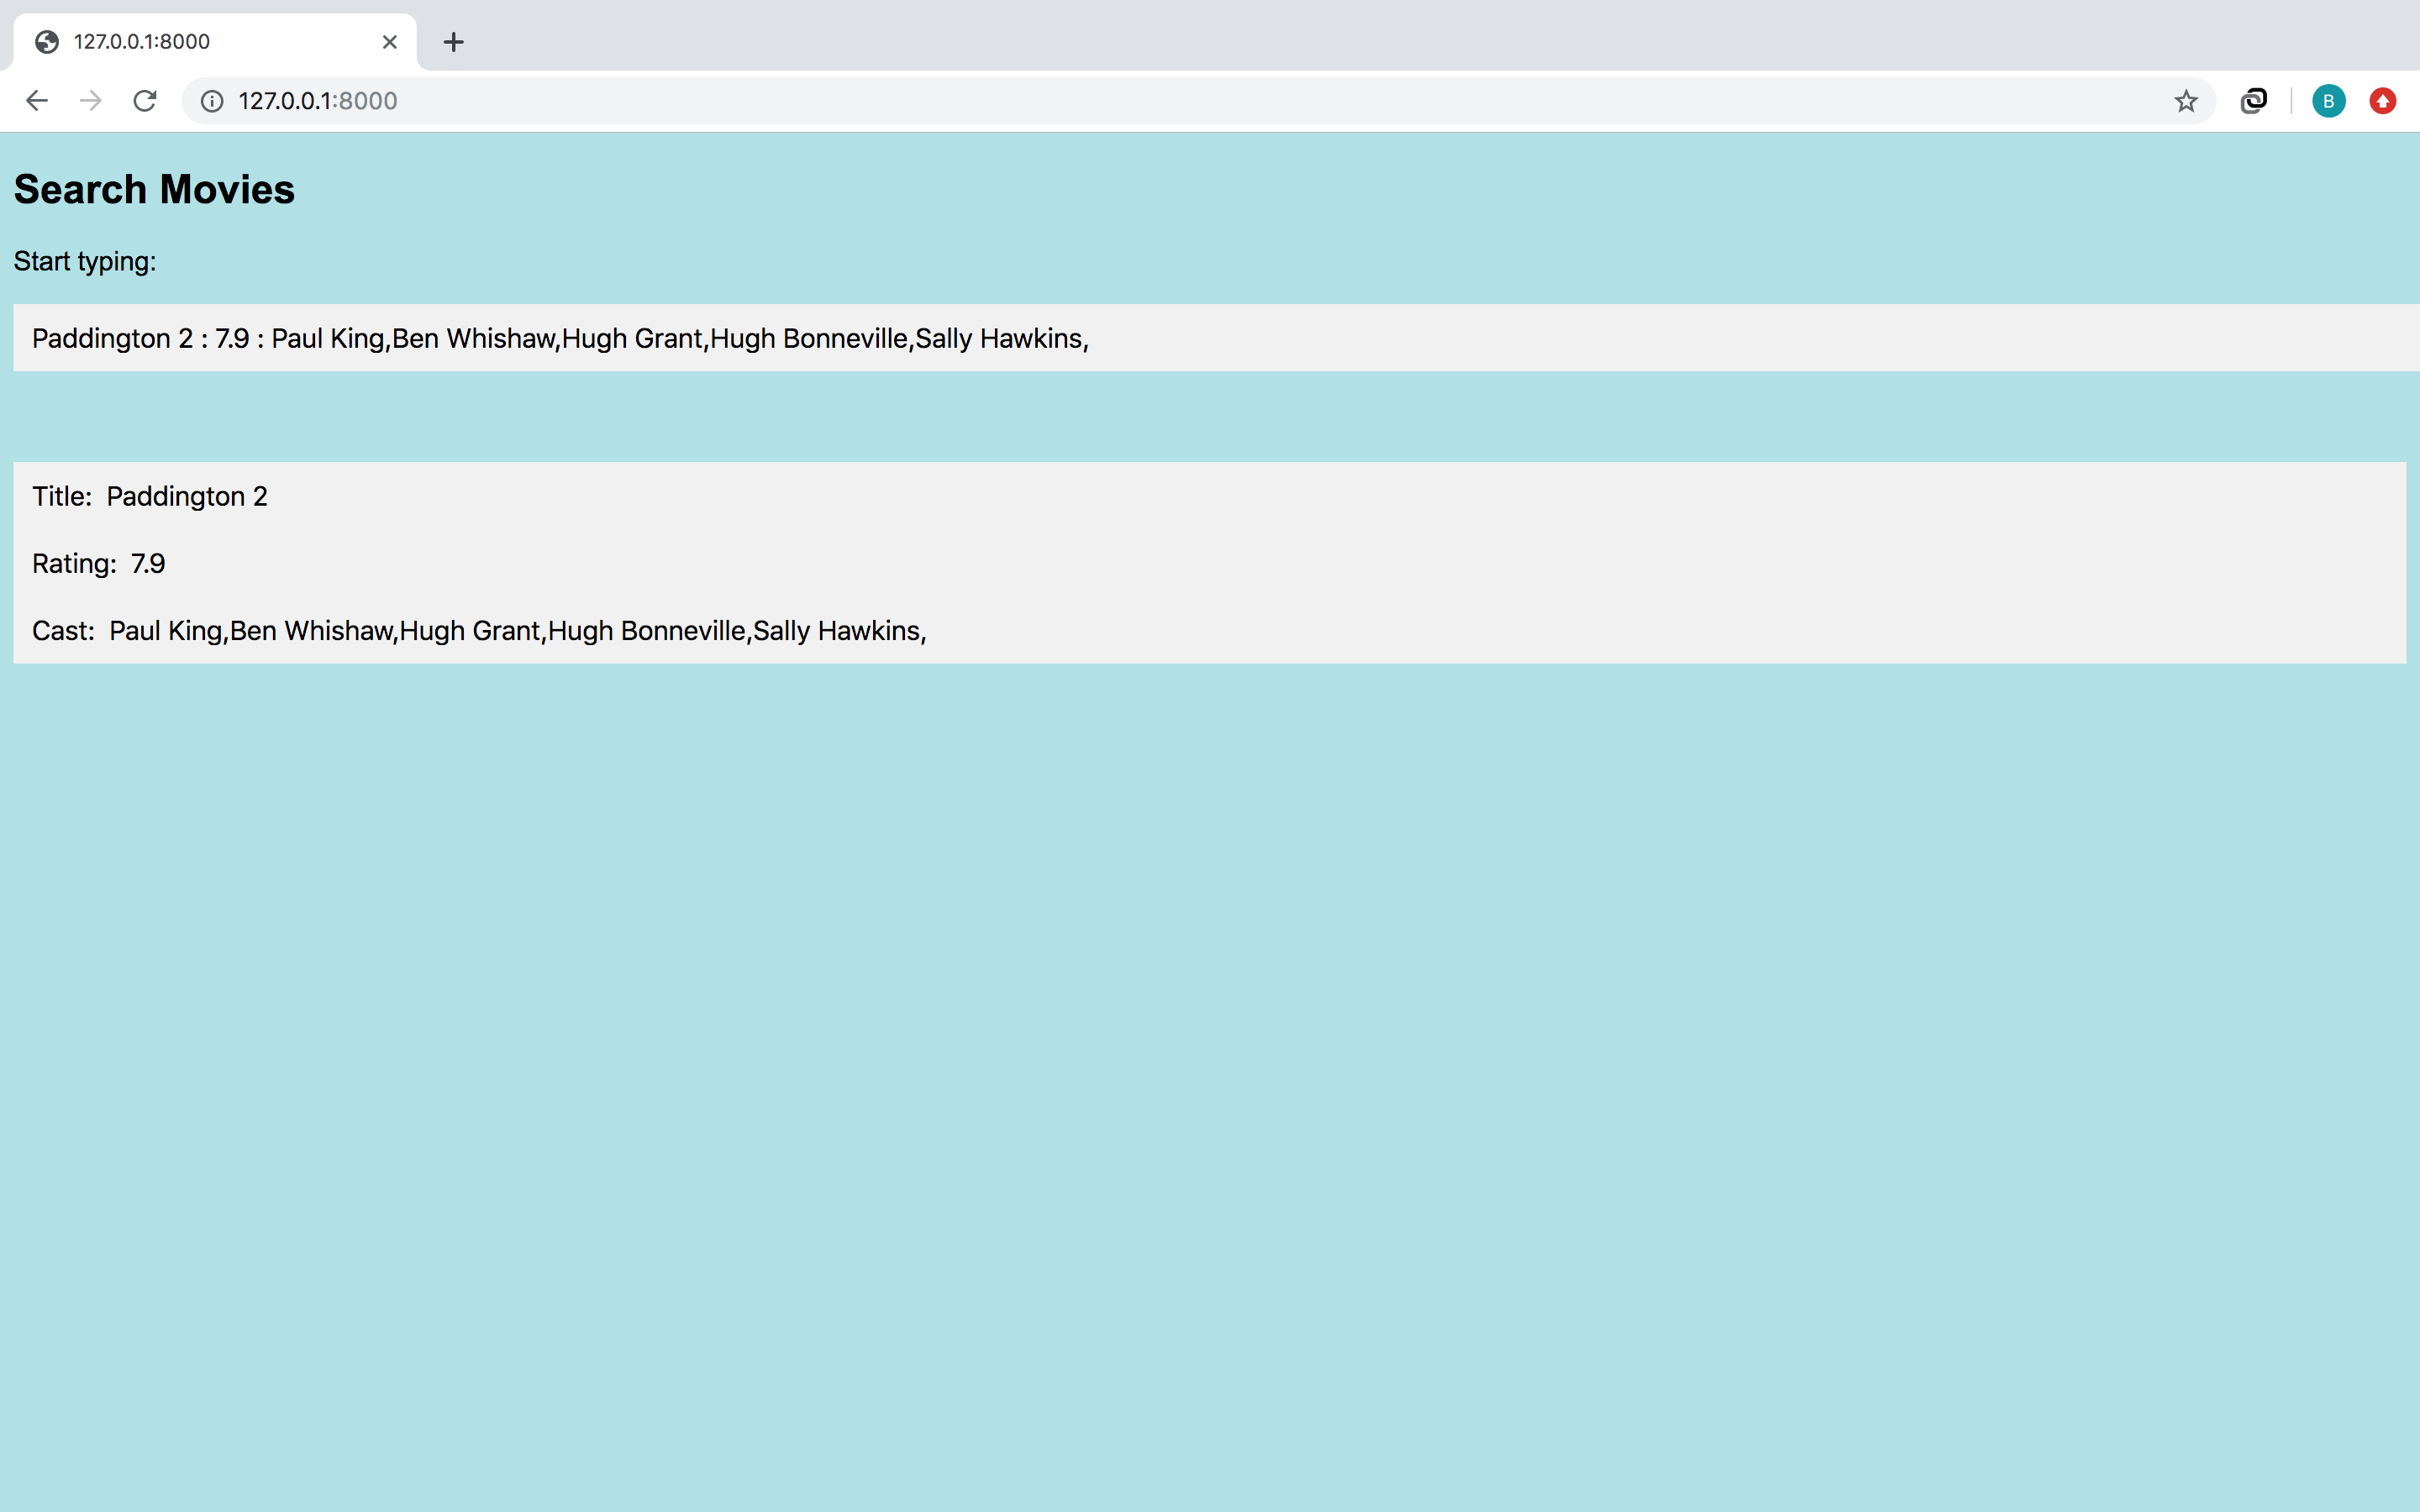 127.0.0.1:8000
127.0.0.1:8000
B
Search Movies
Start typing:
Paddington 2 : 7.9 : Paul King,Ben Whishaw,Hugh Grant,Hugh Bonneville,Sally Hawkins,
Title: Paddington 2
Rating: 7.9
Cast: Paul King,Ben Whishaw,Hugh Grant,Hugh Bonneville,Sally Hawkins,